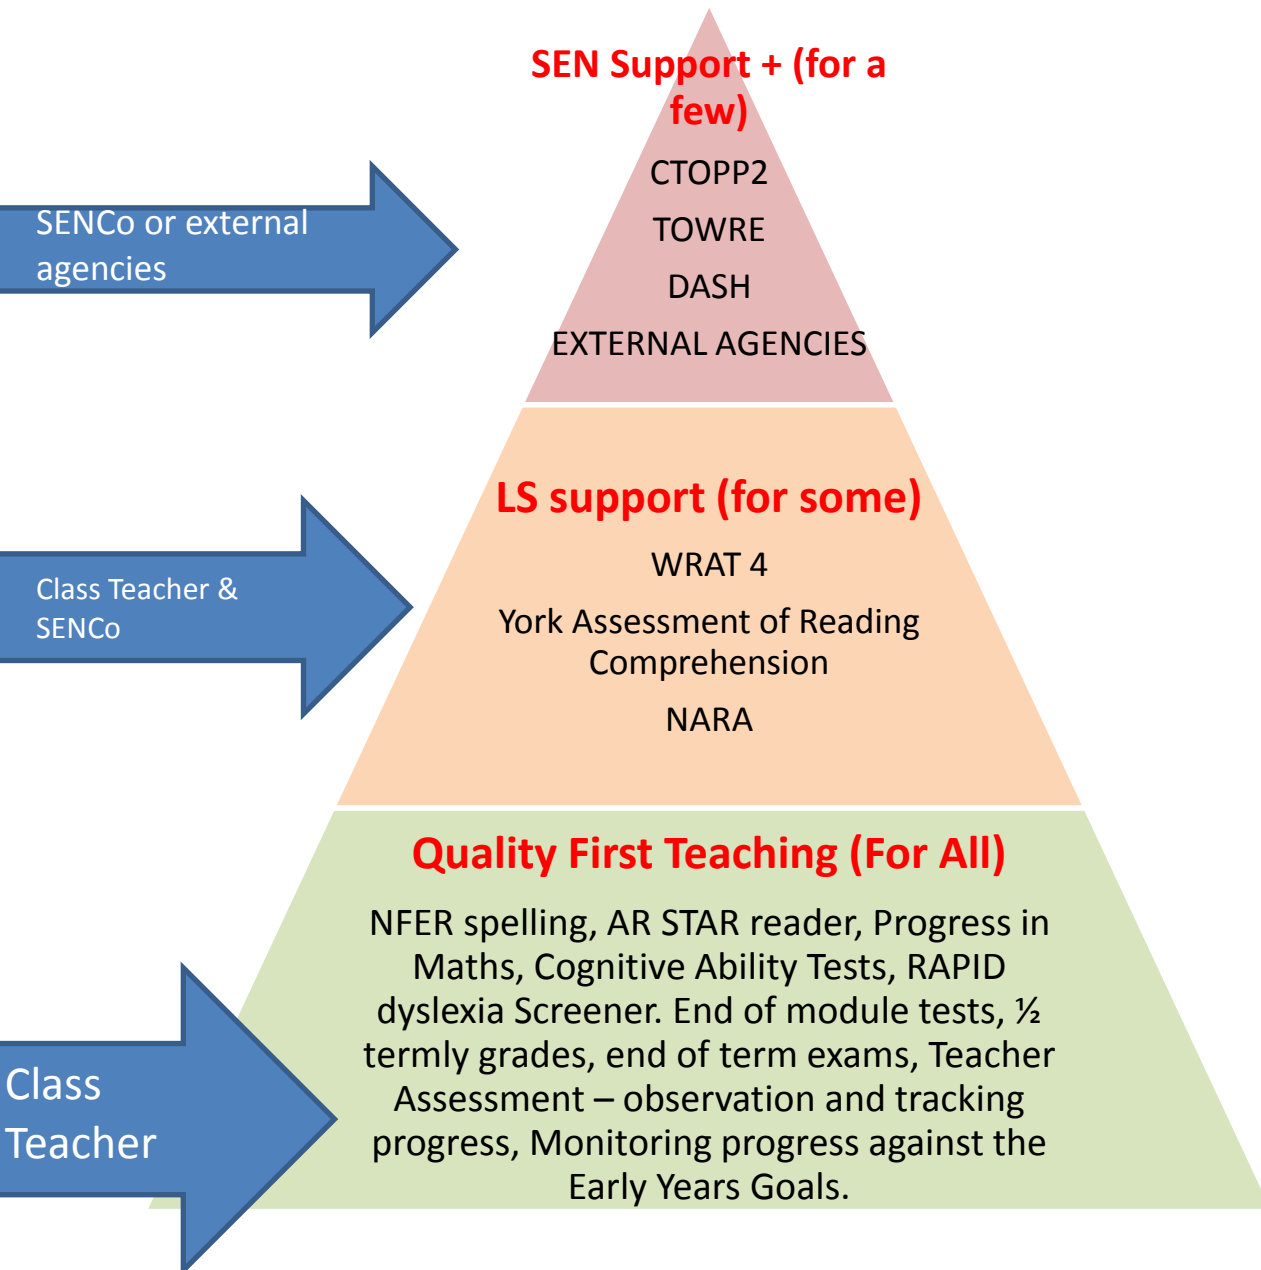 SEN Support + (for a
few)
CTOPP2
TOWRE
DASH
EXTERNAL AGENCIES
SENCo or external
agencies
LS support (for some)
WRAT 4
York Assessment of Reading
Comprehension
NARA
Class Teacher &
SENCo
Quality First Teaching (For All)
NFER spelling, AR STAR reader, Progress in
Maths, Cognitive Ability Tests, RAPID
dyslexia Screener. End of module tests, ½
termly grades, end of term exams, Teacher
Assessment – observation and tracking
progress, Monitoring progress against the
Early Years Goals.
Class
Teacher